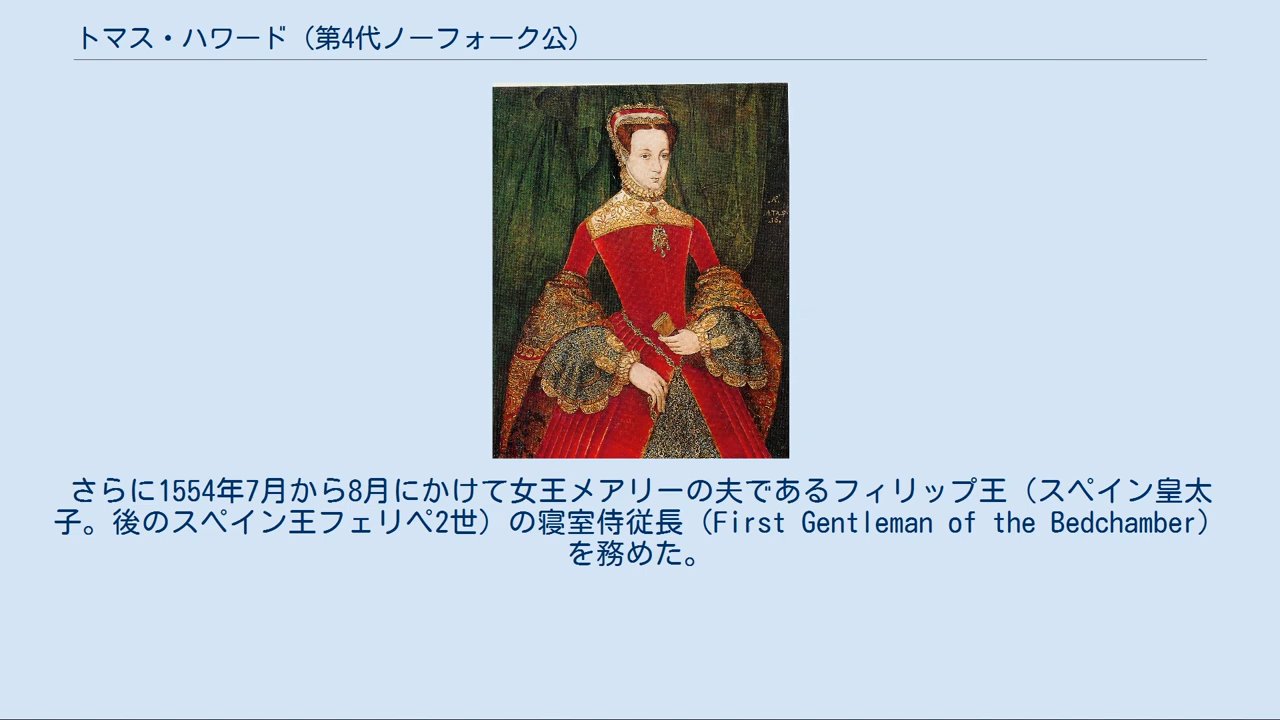 トマス・ハワード（第4代ノーフォーク公）
さらに1554年7月から8月にかけて女王メアリーの夫であるフィリップ王（スペイン皇太
子。後のスペイン王フェリペ2世）の寝室侍従長（First Gentleman of the Bedchamber）
を務めた。